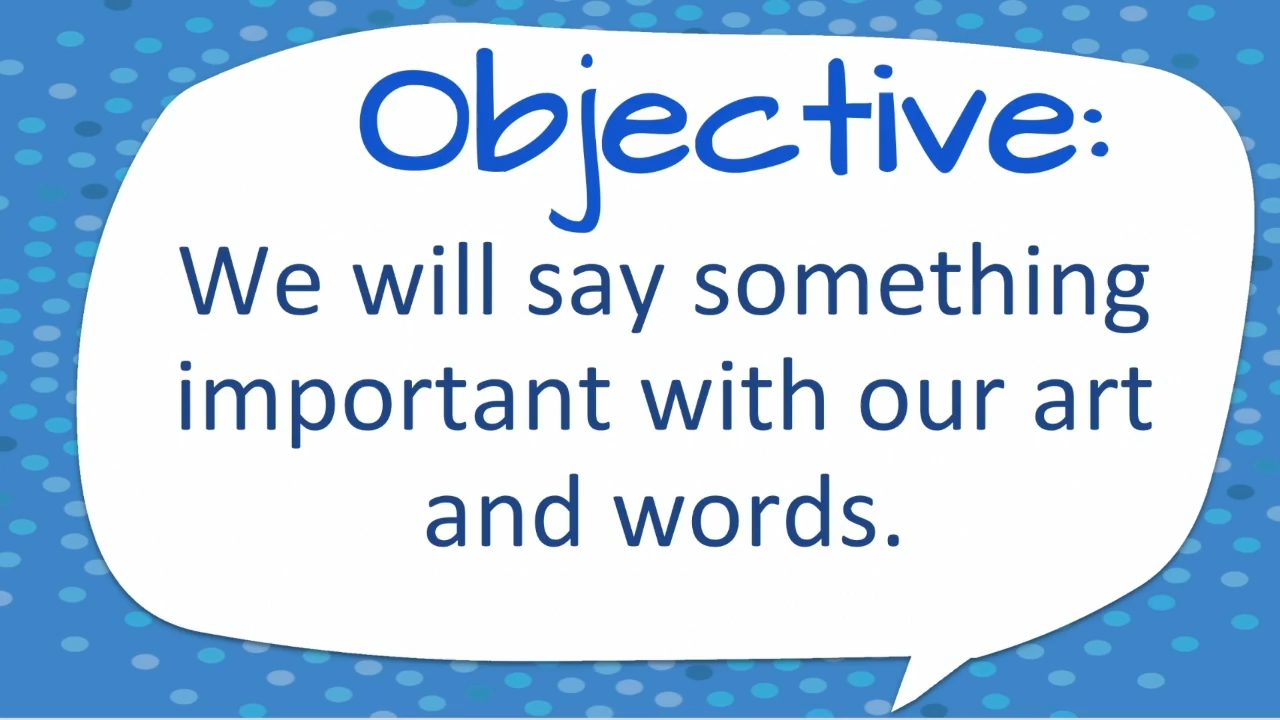 Objective:
We will say something
important with our art
and words.